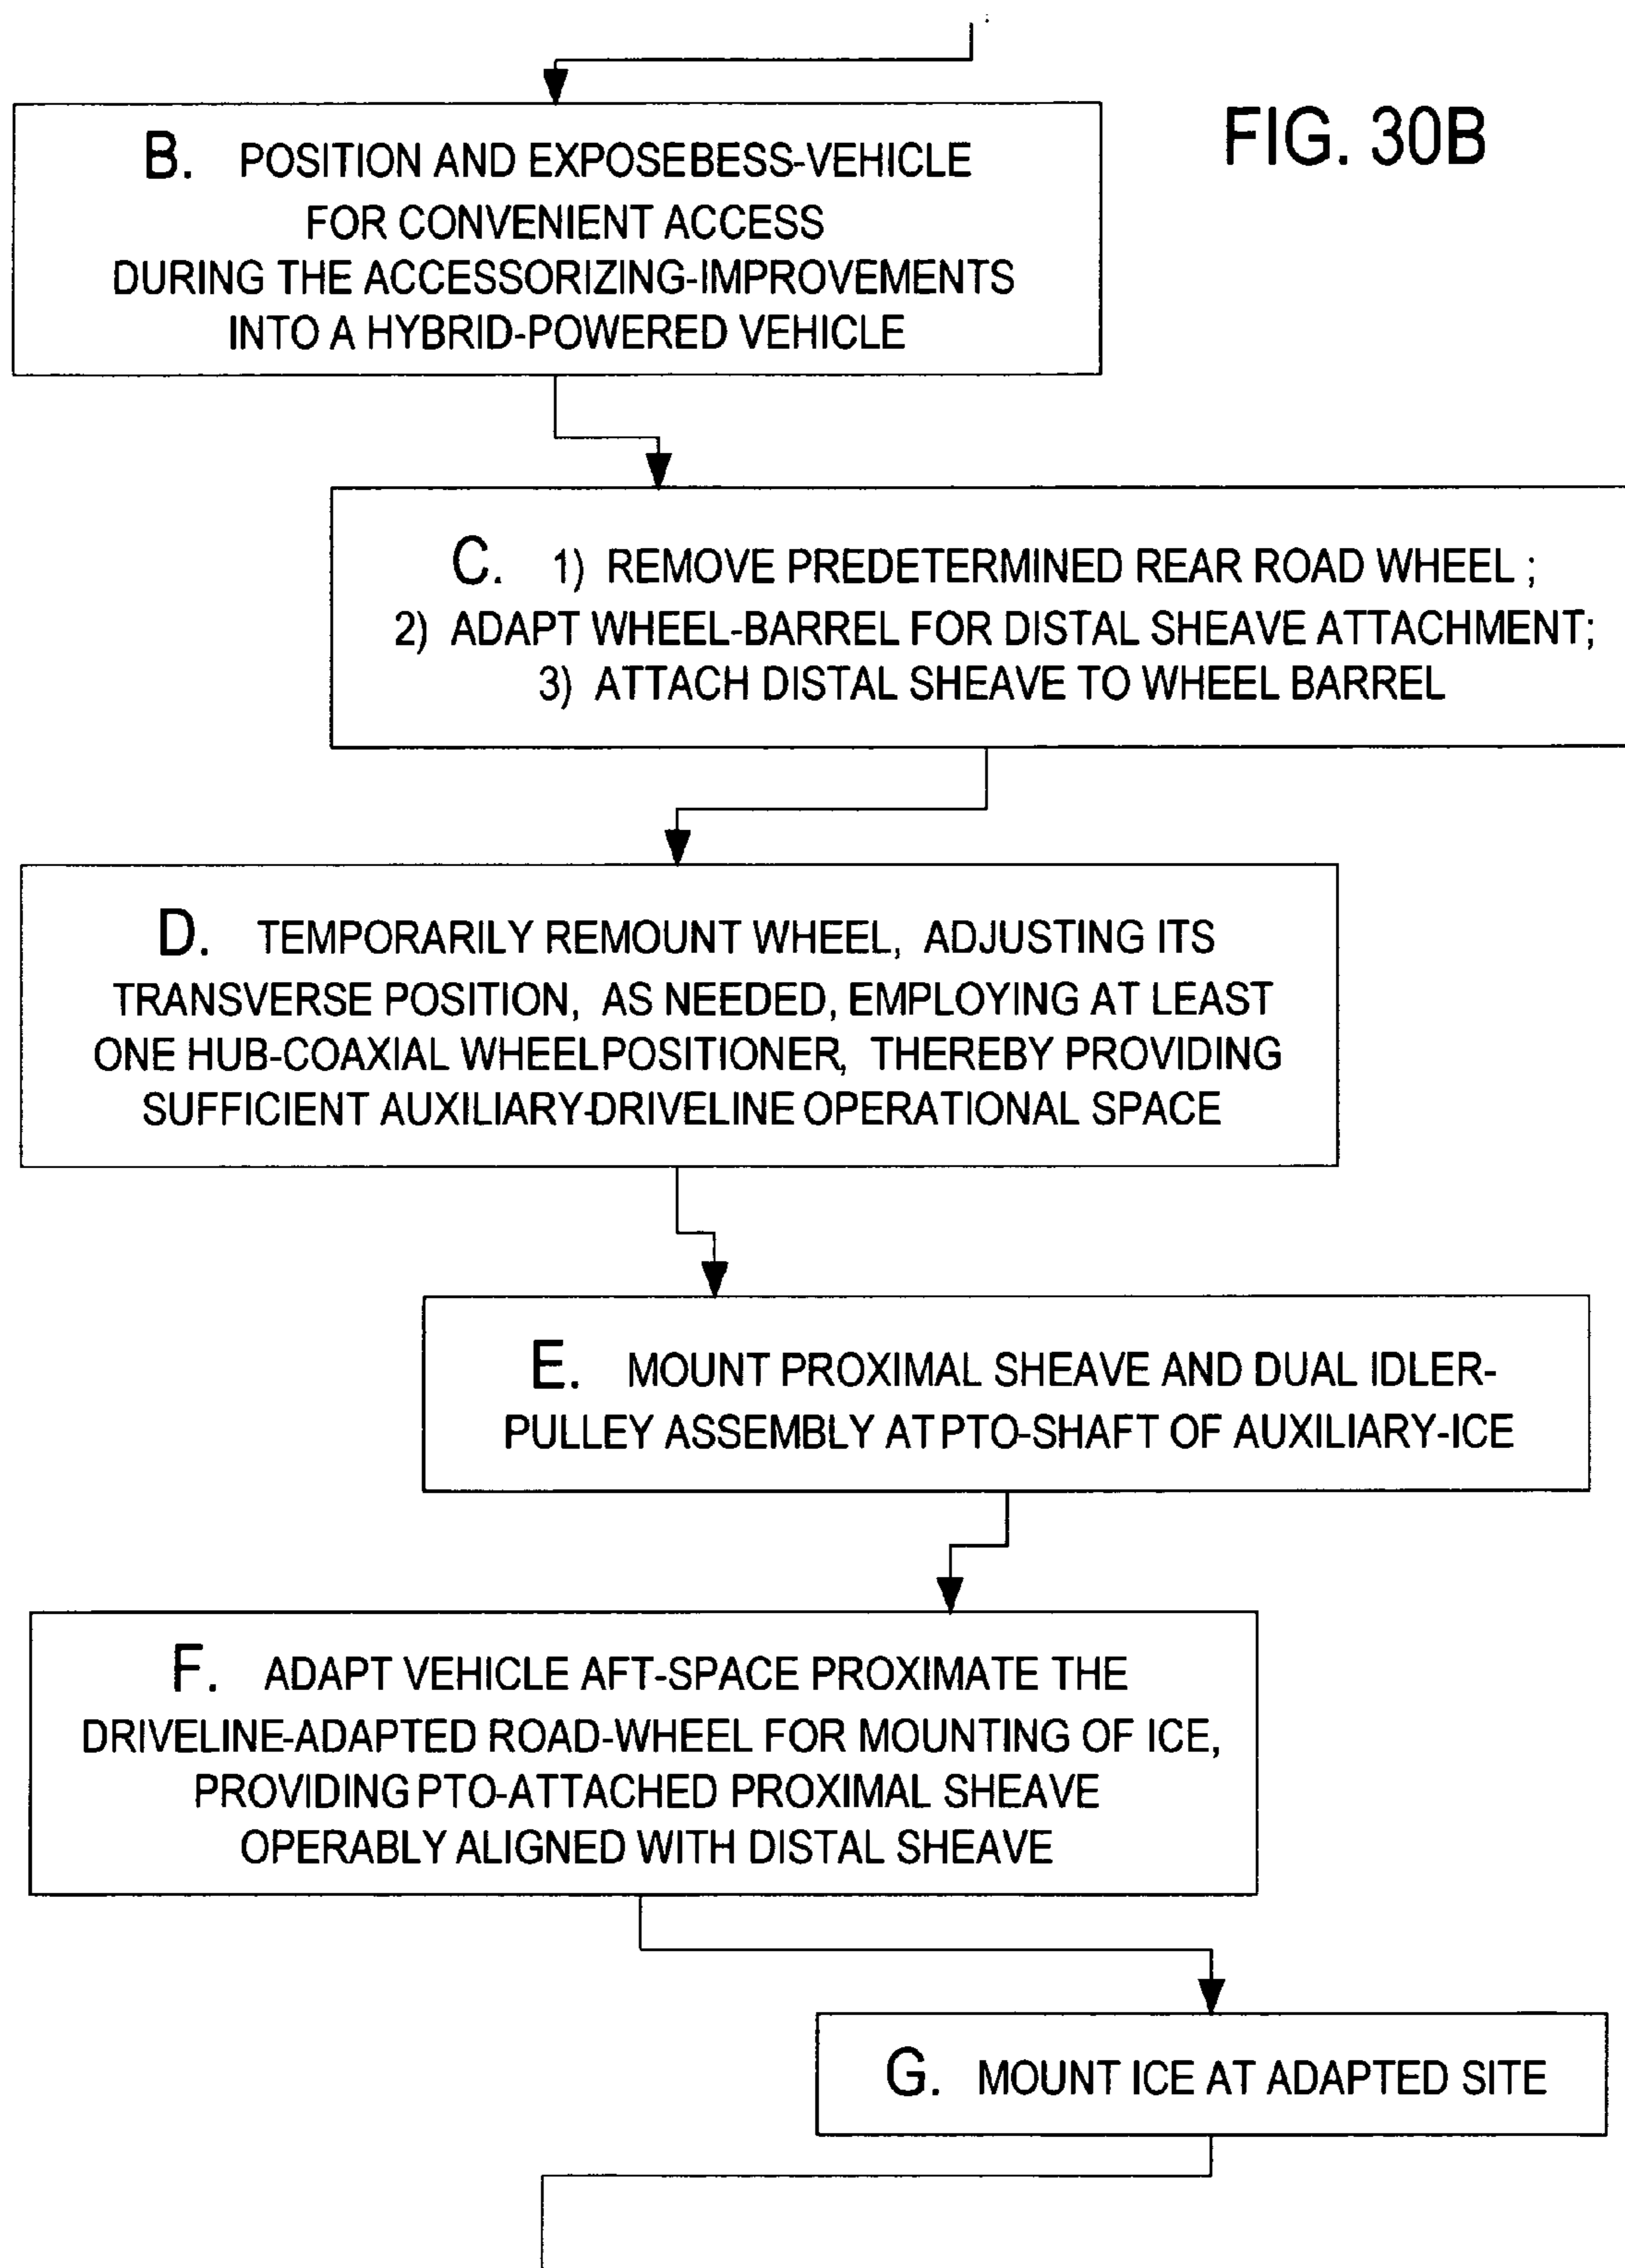 FIG. 30B
B. POSITION AND EXPOSEBESS-VEHICLE
FOR CONVENIENT ACCESS
DURING THE ACCESSORIZING-IMPROVEMENTS
INTO A HYBRID-POWERED VEHICLE
C. 1) REMOVE PREDETERMINED REAR ROAD WHEEL ;
2) ADAPT WHEEL-BARREL FOR DISTAL SHEAVE ATTACHMENT;
3) ATTACH DISTAL SHEAVE TO WHEEL BARREL
D. TEMPORARILY REMOUNT WHEEL, ADJUSTING ITS
TRANSVERSE POSITION, AS NEEDED, EMPLOYING AT LEAST
ONE HUB-COAXIAL WHEELPOSITIONER, THEREBY PROVIDING
SUFFICIENT AUXILIARY-DRIVELINE OPERATIONAL SPACE
E. MOUNT PROXIMAL SHEAVE AND DUAL IDLER-
PULLEY ASSEMBLY AT PTO-SHAFT OF AUXILIARY-ICE
F. ADAPT VEHICLE AFT-SPACE PROXIMATE THE
DRIVELINE-ADAPTED ROAD-WHEEL FOR MOUNTING OF ICE,
PROVIDING PTO-ATTACHED PROXIMAL SHEAVE
OPERABLY ALIGNED WITH DISTAL SHEAVE
G. MOUNT ICE AT ADAPTED SITE